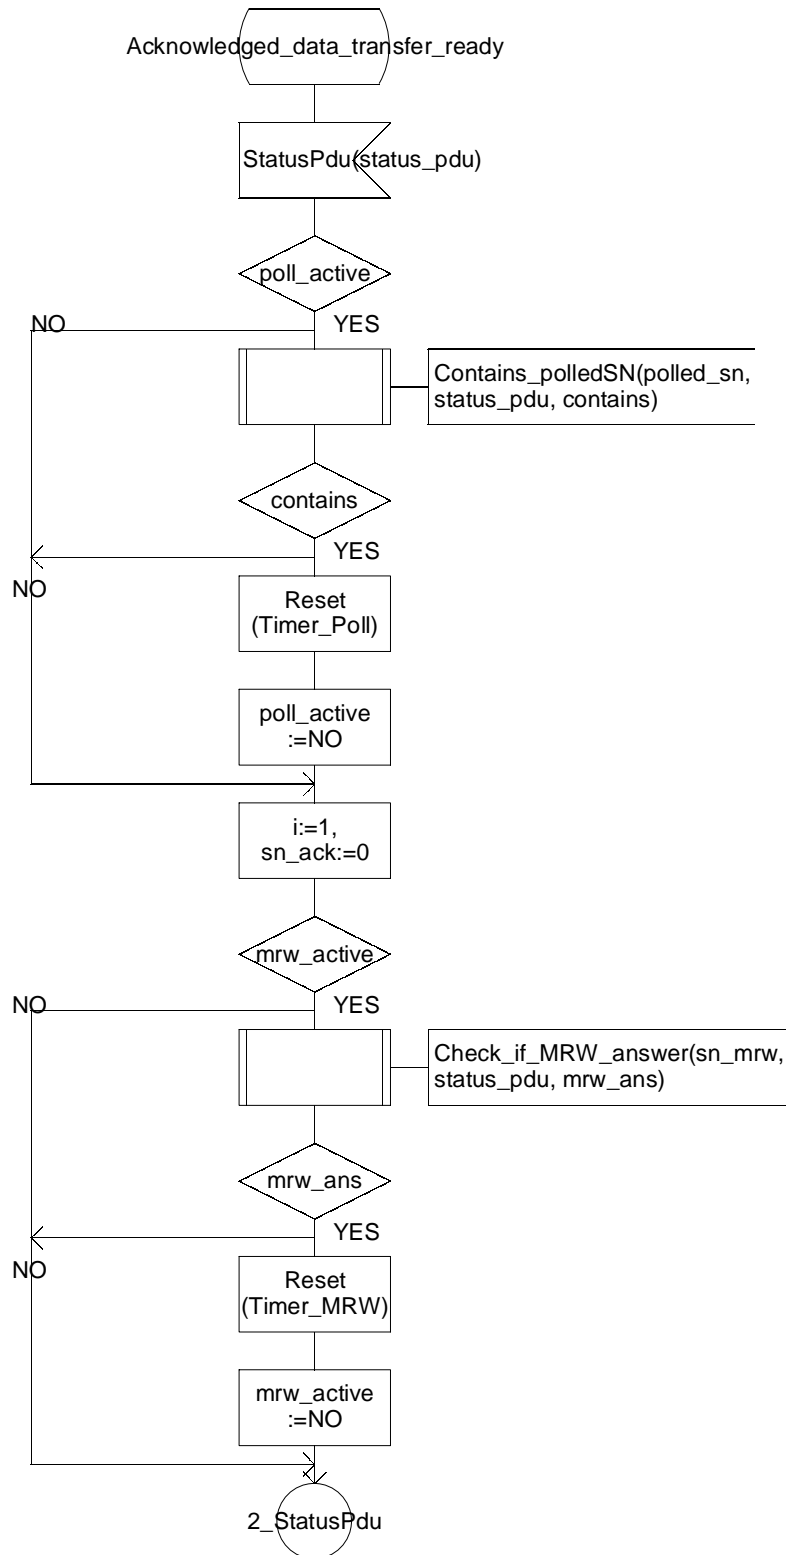 Acknowledged_data_transfer_ready
StatusPdu(status_pdu)
poll_active
NO
YES
Contains_polledSN(polled_sn,
status_pdu, contains)
contains
YES
NO
Reset
(Timer_Poll)
poll_active
:=NO
i:=1,
sn_ack:=0
mrw_active
NO
YES
Check_if_MRW_answer(sn_mrw,
status_pdu, mrw_ans)
mrw_ans
YES
NO
Reset
(Timer_MRW)
mrw_active
:=NO
2_StatusPdu